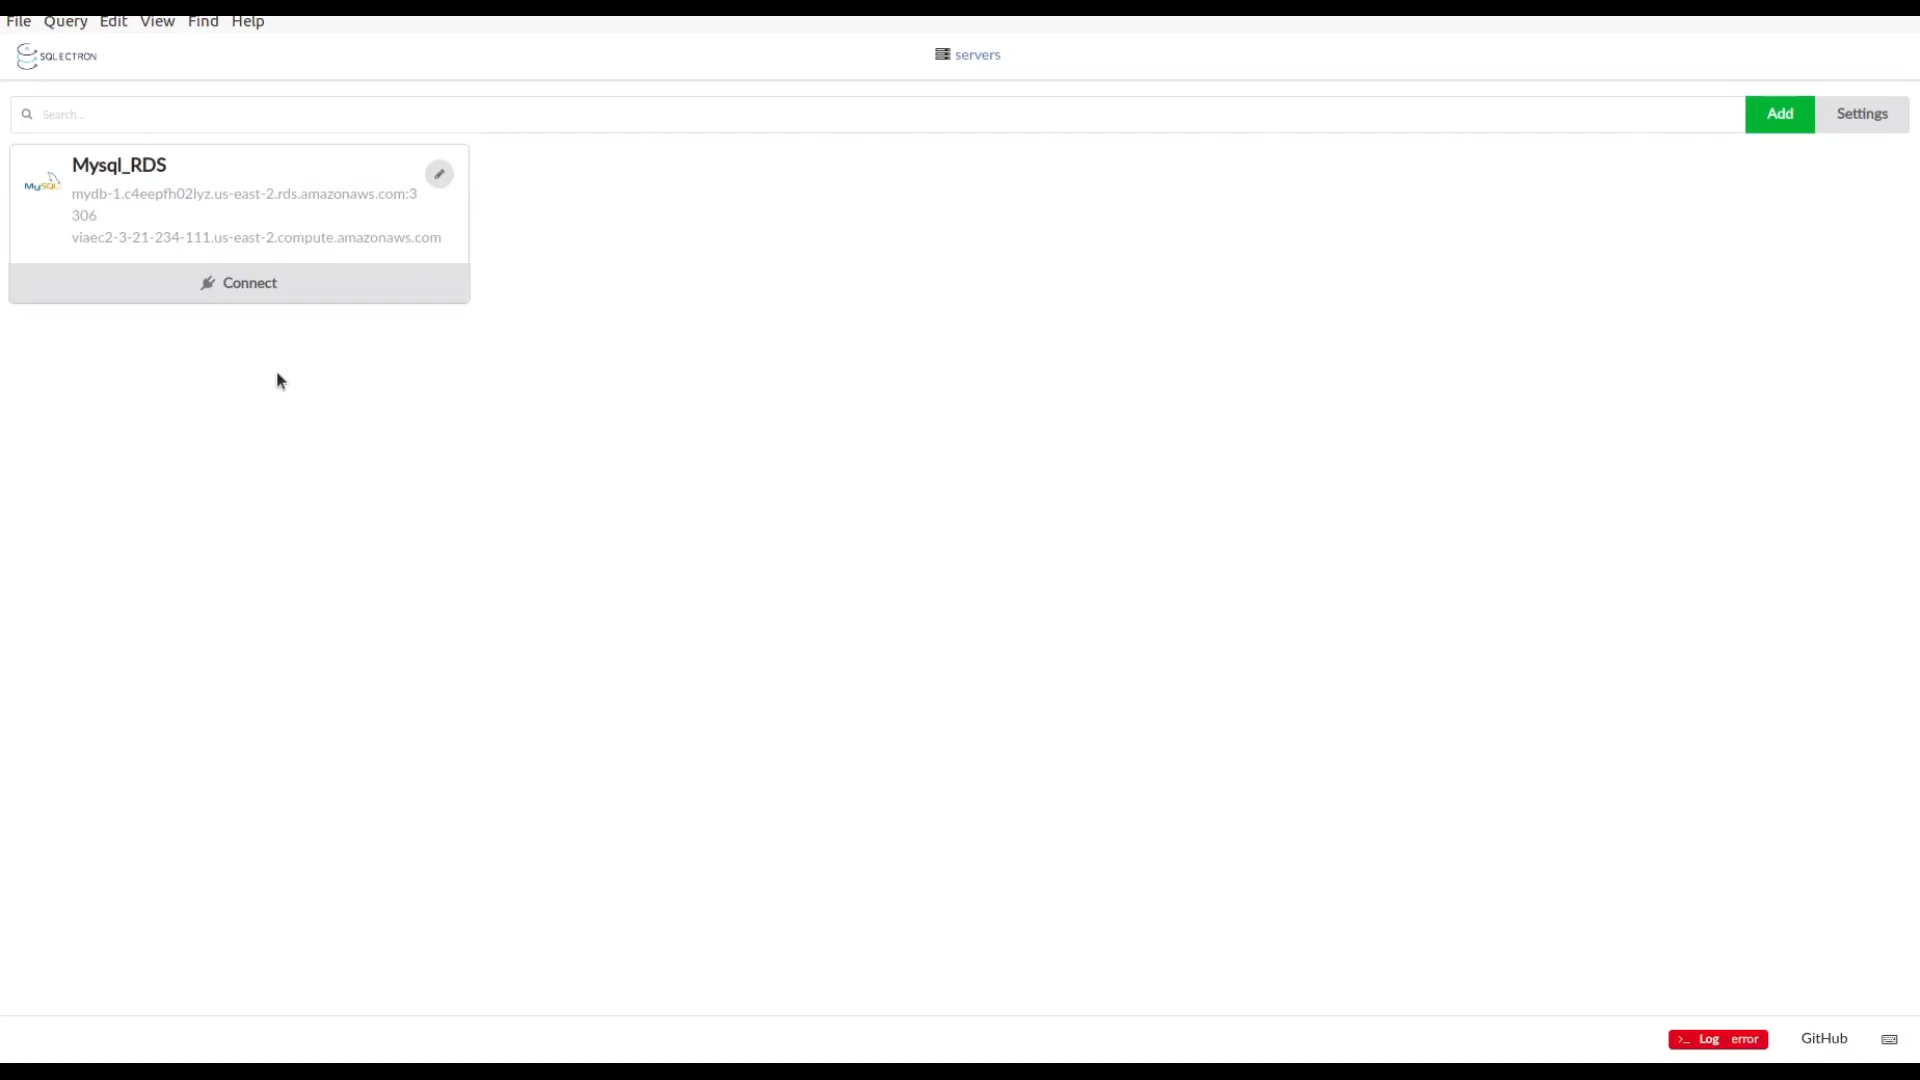 File Query Edit View Find Help
SQLECTRON
servers
Search...
Add
Settings
MySQL
Mysql_RDS
mydb-1.c4eepfh02lyz.us-east-2.rds.amazonaws.com:3
306
viaec2-3-21-234-111.us-east-2.compute.amazonaws.com
Connect
>_ Log error
GitHub